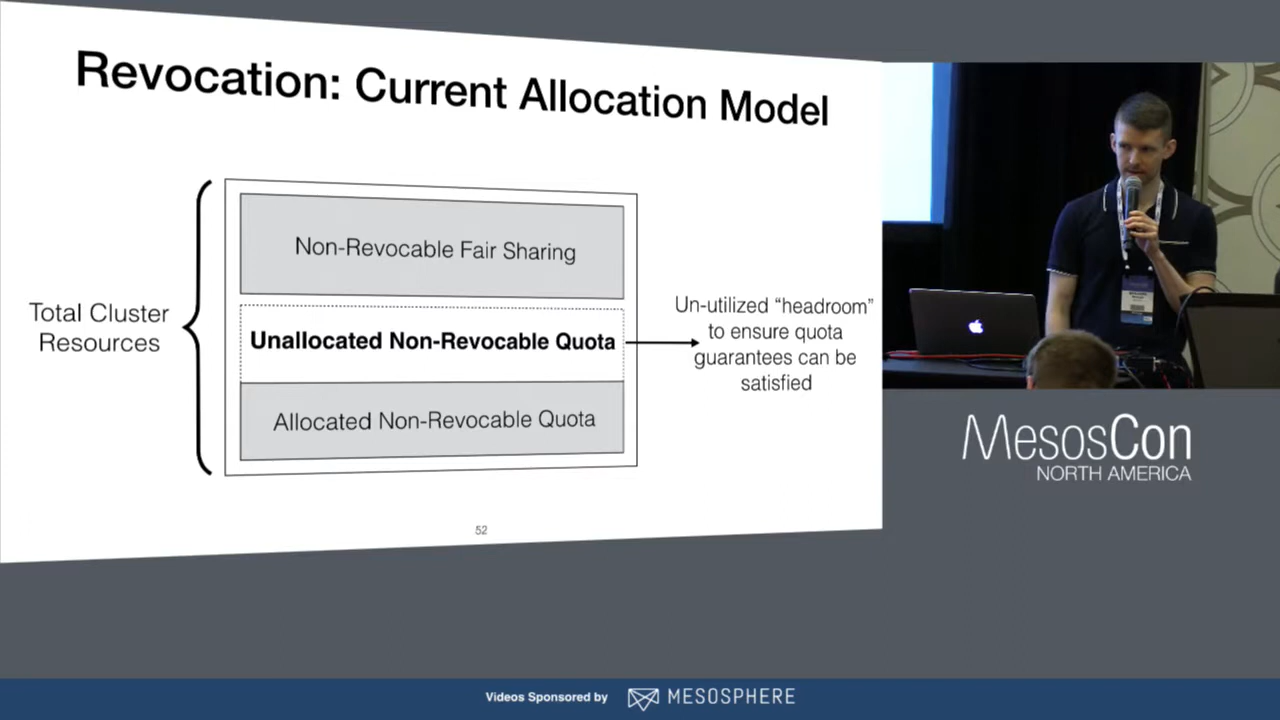 Revocation: Current Allocation Model
Total Cluster
Resources
Non-Revocable Fair Sharing
Unallocated Non-Revocable Quota
Allocated Non-Revocable Quota
Un-utilized “headroom”
to ensure quota
guarantees can be
satisfied
52
MesosCon
NORTH AMERICA
Videos Sponsored by
MESOSPHERE